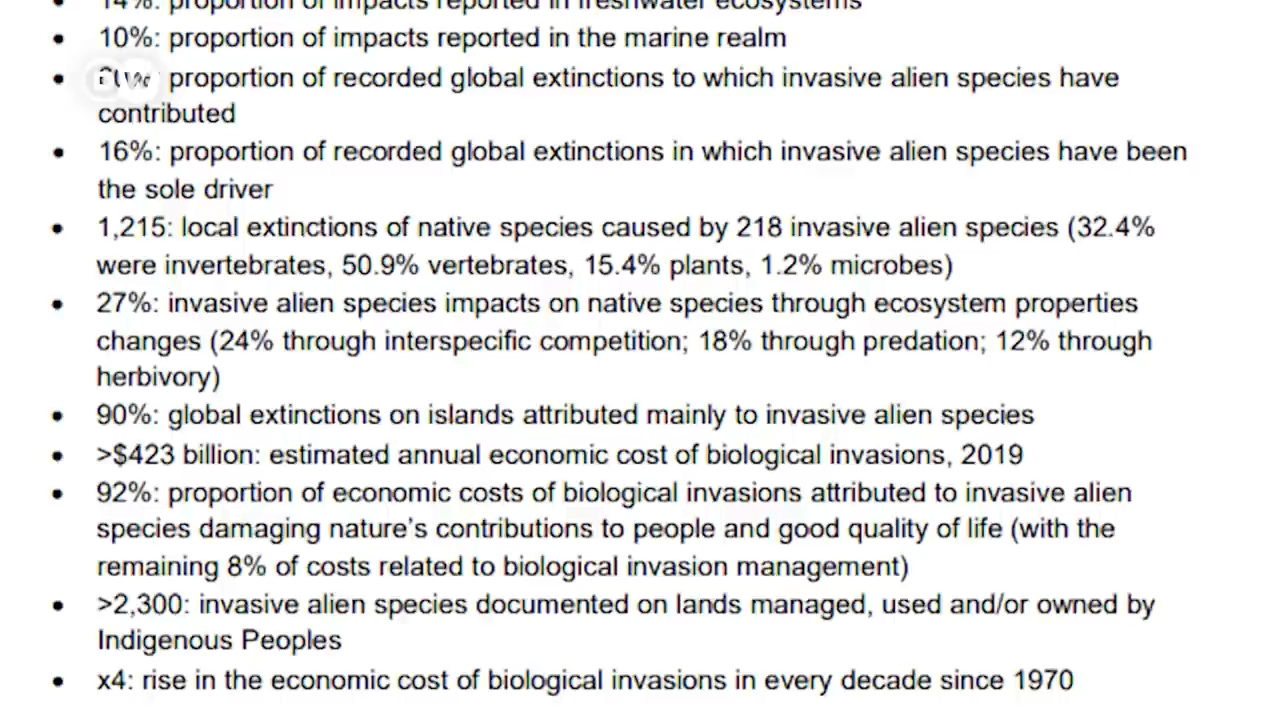 14%: proportion of impacts reported in freshwater ecosystems
• 10%: proportion of impacts reported in the marine realm
• proportion of recorded global extinctions to which invasive alien species have
contributed
• 16%: proportion of recorded global extinctions in which invasive alien species have been
the sole driver
• 1,215: local extinctions of native species caused by 218 invasive alien species (32.4%
were invertebrates, 50.9% vertebrates, 15.4% plants, 1.2% microbes)
• 27%: invasive alien species impacts on native species through ecosystem properties
changes (24% through interspecific competition; 18% through predation; 12% through
herbivory)
• 90%: global extinctions on islands attributed mainly to invasive alien species
• >$423 billion: estimated annual economic cost of biological invasions, 2019
• 92%: proportion of economic costs of biological invasions attributed to invasive alien
species damaging nature’s contributions to people and good quality of life (with the
remaining 8% of costs related to biological invasion management)
• >2,300: invasive alien species documented on lands managed, used and/or owned by
Indigenous Peoples
• x4: rise in the economic cost of biological invasions in every decade since 1970